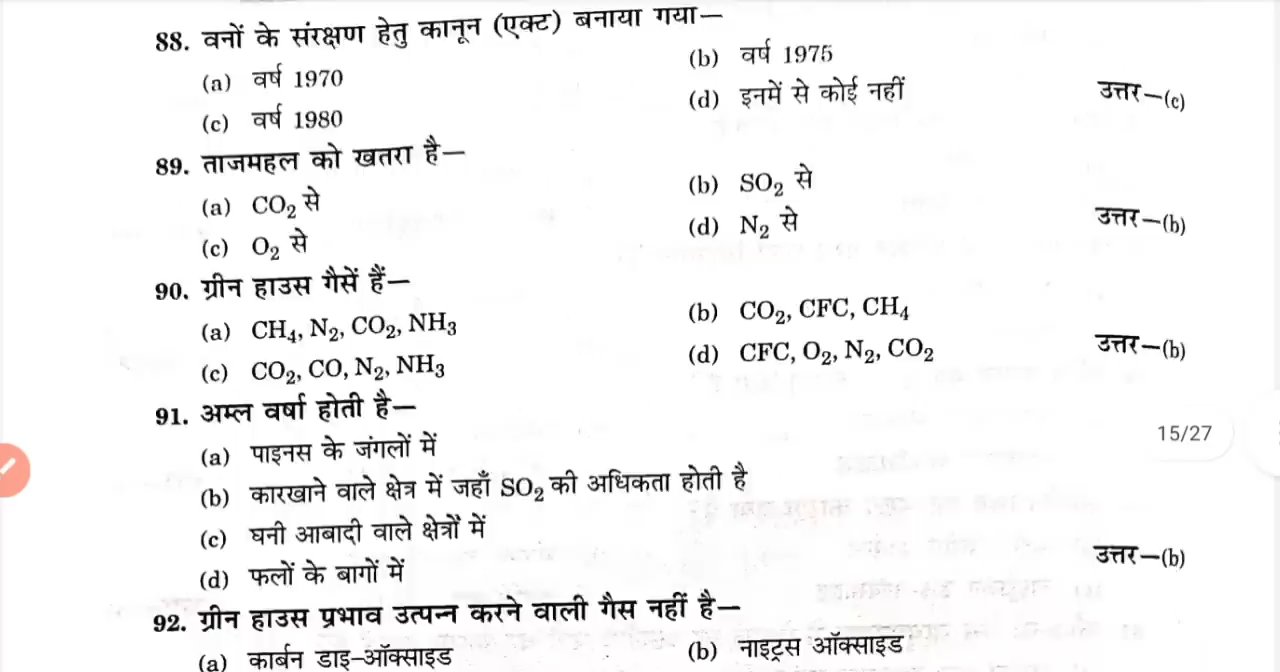 88. वनों के संरक्षण हेतु कानून (एक्ट) बनाया गया—
(a) वर्ष 1970
(b) वर्ष 1975
(c) वर्ष 1980
(d) इनमें से कोई नहीं
उत्तर—(c)
89. ताजमहल को खतरा है—
(a) CO₂ से
(b) SO₂ से
(c) O₂ से
(d) N₂ से
उत्तर—(b)
90. ग्रीन हाउस गैसें हैं—
(a) CH₄, N₂, CO₂, NH₃
(b) CO₂, CFC, CH₄
(c) CO₂, CO, N₂, NH₃
(d) CFC, O₂, N₂, CO₂
उत्तर—(b)
91. अम्ल वर्षा होती है—
(a) पाइनस के जंगलों में
15/27
(b) कारखाने वाले क्षेत्र में जहाँ SO₂ की अधिकता होती है
(c) घनी आबादी वाले क्षेत्रों में
(d) फलों के बागों में
उत्तर—(b)
92. ग्रीन हाउस प्रभाव उत्पन्न करने वाली गैस नहीं है—
(a) कार्बन डाइ-ऑक्साइड
(b) नाइट्रस ऑक्साइड